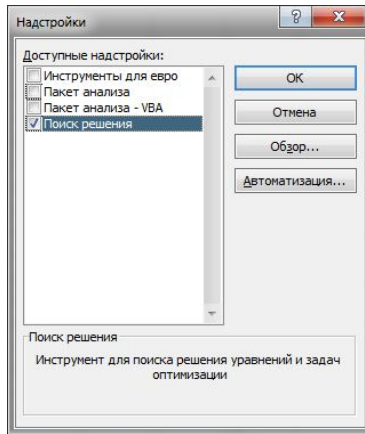 Надстройки
Доступные надстройки:
Инструменты для евро
Пакет анализа
Пакет анализа - VBA
Поиск решения
ОК
Отмена
Обзор...
Автоматизация...
Поиск решения
Инструмент для поиска решения уравнений и задач
оптимизации